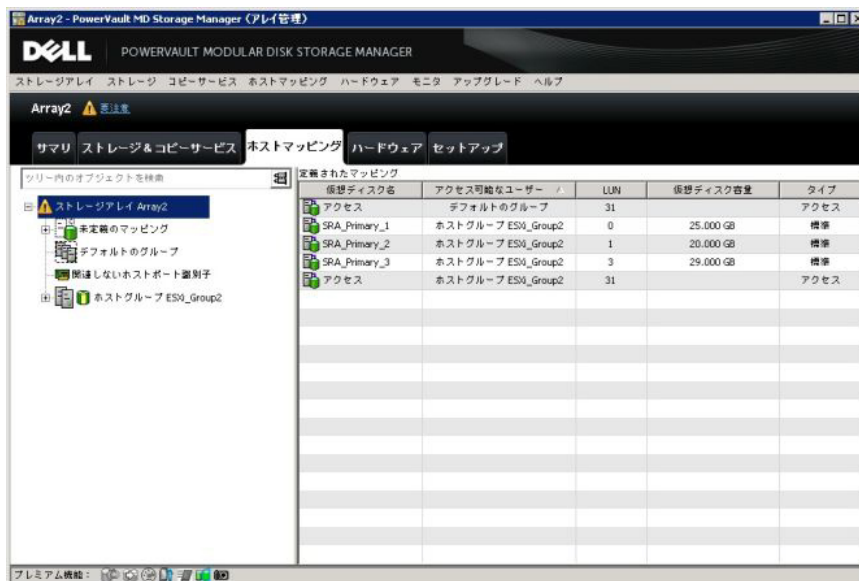 Array2 - PowerVault MD Storage Manager (アレイ管理)
DELL POWERVAULT MODULAR DISK STORAGE MANAGER
ストレージアレイ ストレージ コピーサービス ホストマッピング ハードウェア モニタ アップグレード ヘルプ
Array2 要注意
サマリ ストレージ&コピーサービス ホストマッピング ハードウェア セットアップ
ツリー内のオブジェクトを検索
ストレージアレイ Array2
未定義のマッピング
デフォルトのグループ
関連しないホストポート識別子
ホストグループ ESXi_Group2
定義されたマッピング
仮想ディスク名 アクセス可能なユーザー LUN 仮想ディスク容量 タイプ
アクセス デフォルトのグループ 31 アクセス
SRA_Primary_1 ホストグループ ESXi_Group2 0 25.000 GB 標準
SRA_Primary_2 ホストグループ ESXi_Group2 1 20.000 GB 標準
SRA_Primary_3 ホストグループ ESXi_Group2 3 29.000 GB 標準
アクセス ホストグループ ESXi_Group2 31 アクセス
プレミアム機能: